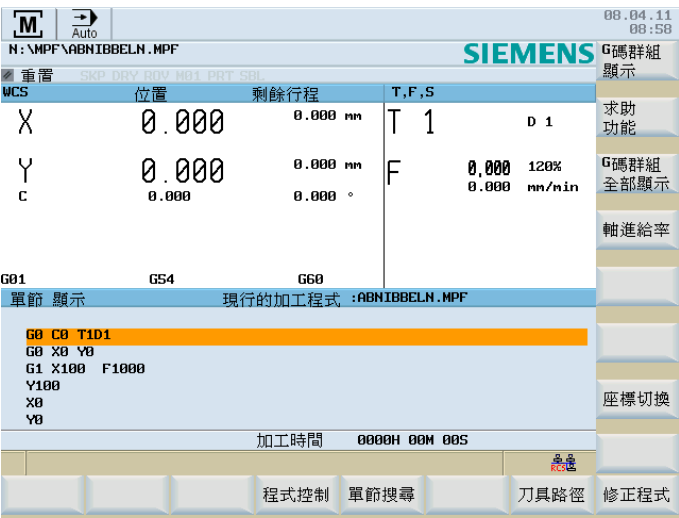 M Auto 08.04.11
08:58
N:\MPF\ABNIBBELN.MPF SIEMENS G碼群組
顯示
重置 SKP DRY ROV M01 PRT SBL
WCS 位置 剩餘行程 T,F,S
求助
功能
X 0.000 0.000 mm T 1 D 1
Y 0.000 0.000 mm F 0.000 120%
0.000 mm/min
C 0.000 0.000 °
G碼群組
全部顯示
軸進給率
G01 G54 G60
單節 顯示 現行的加工程式 :ABNIBBELN.MPF
G0 C0 T1D1
G0 X0 Y0
G1 X100 F1000
Y100
X0
Y0
座標切換
加工時間 0000H 00M 00S
RCS
程式控制 單節搜尋 刀具路徑 修正程式